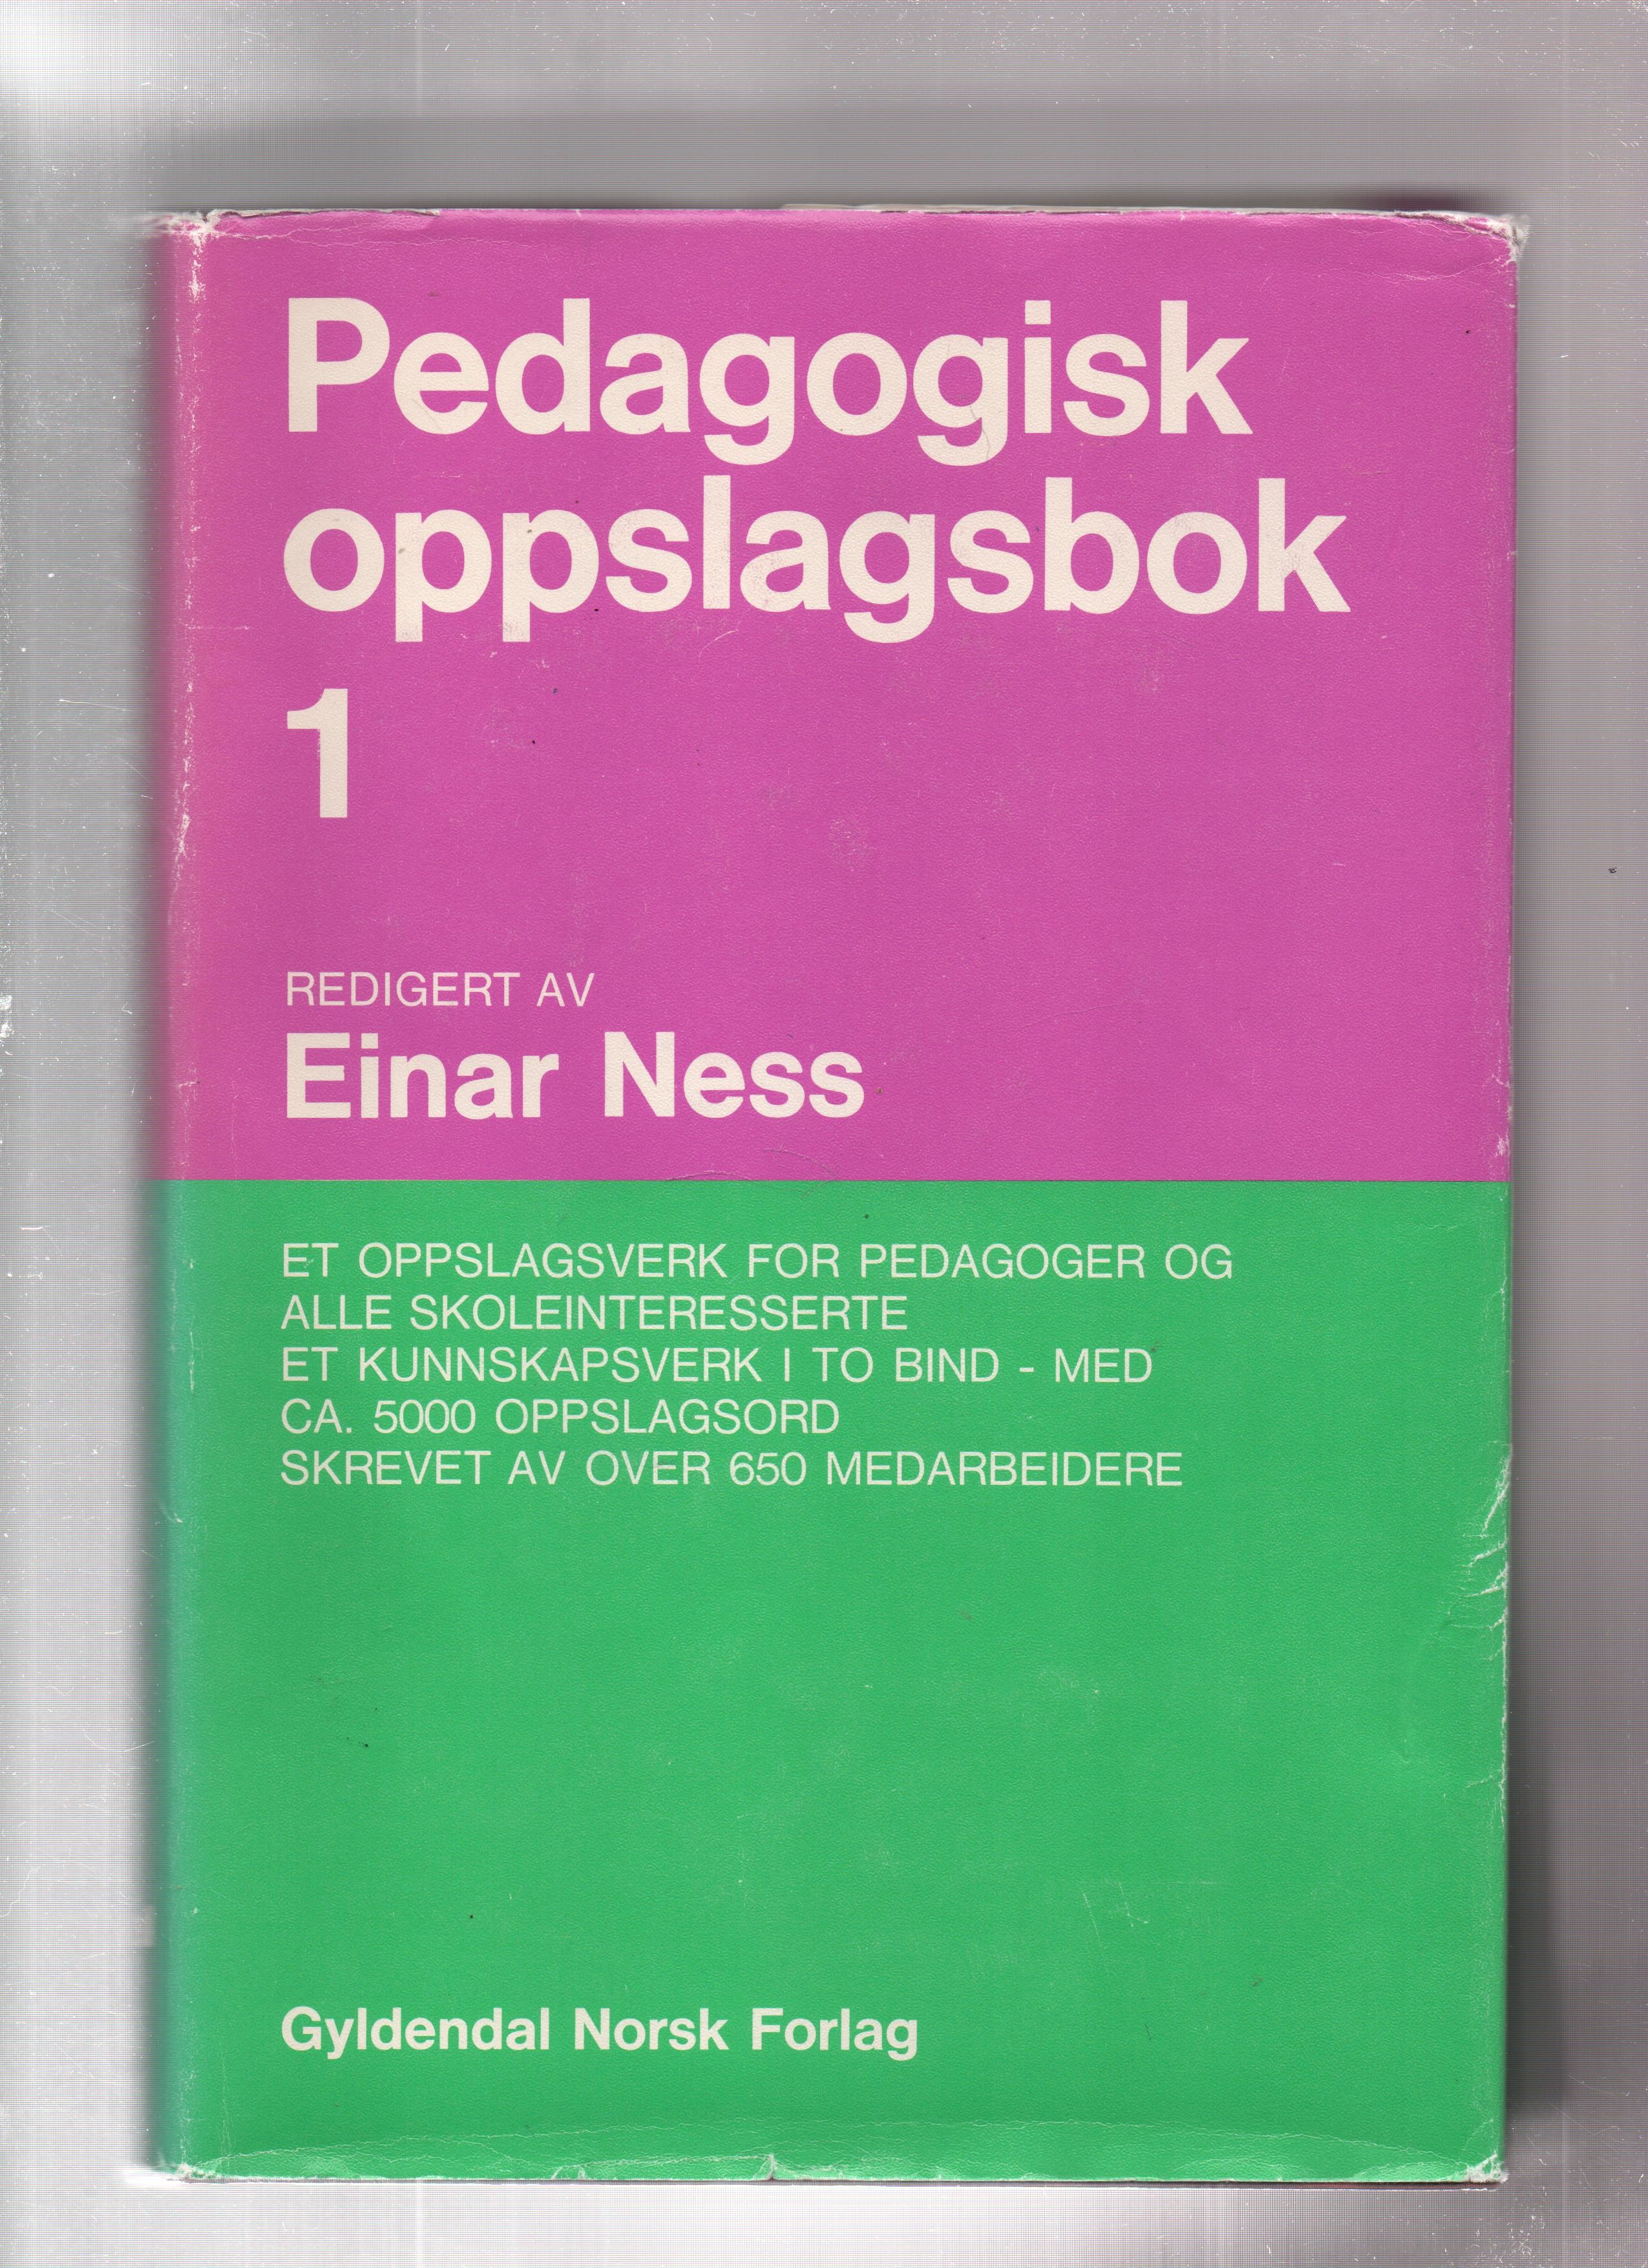 Pedagogisk
oppslagsbok
1
REDIGERT AV
Einar Ness
ET OPPSLAGSVERK FOR PEDAGOGER OG
ALLE SKOLEINTERESSERTE
ET KUNNSKAPSVERK I TO BIND - MED
CA. 5000 OPPSLAGSORD
SKREVET AV OVER 650 MEDARBEIDERE
Gyldendal Norsk Forlag